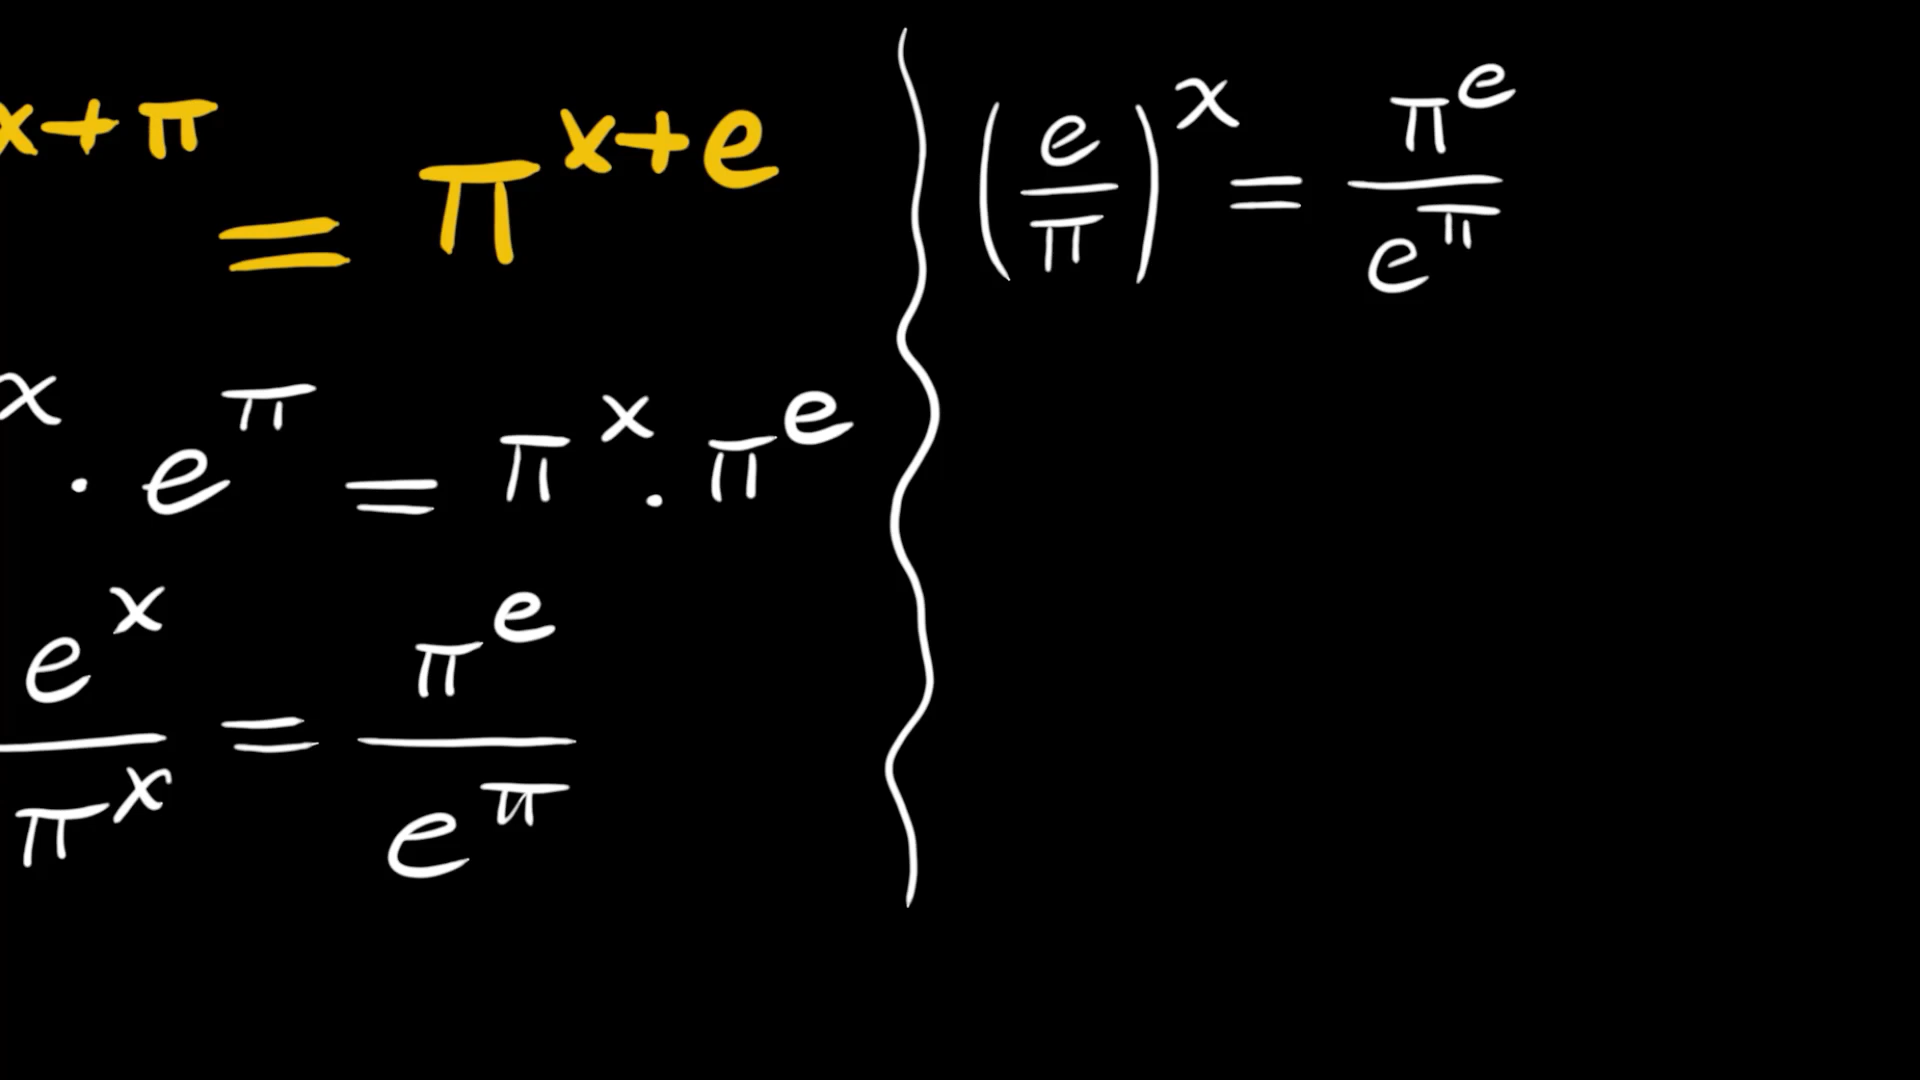 x+π = π^(x+e)
x · e^π = π^x · π^e
e^x / π^x = π^e / e^π
(e/π)^x = π^e / e^π